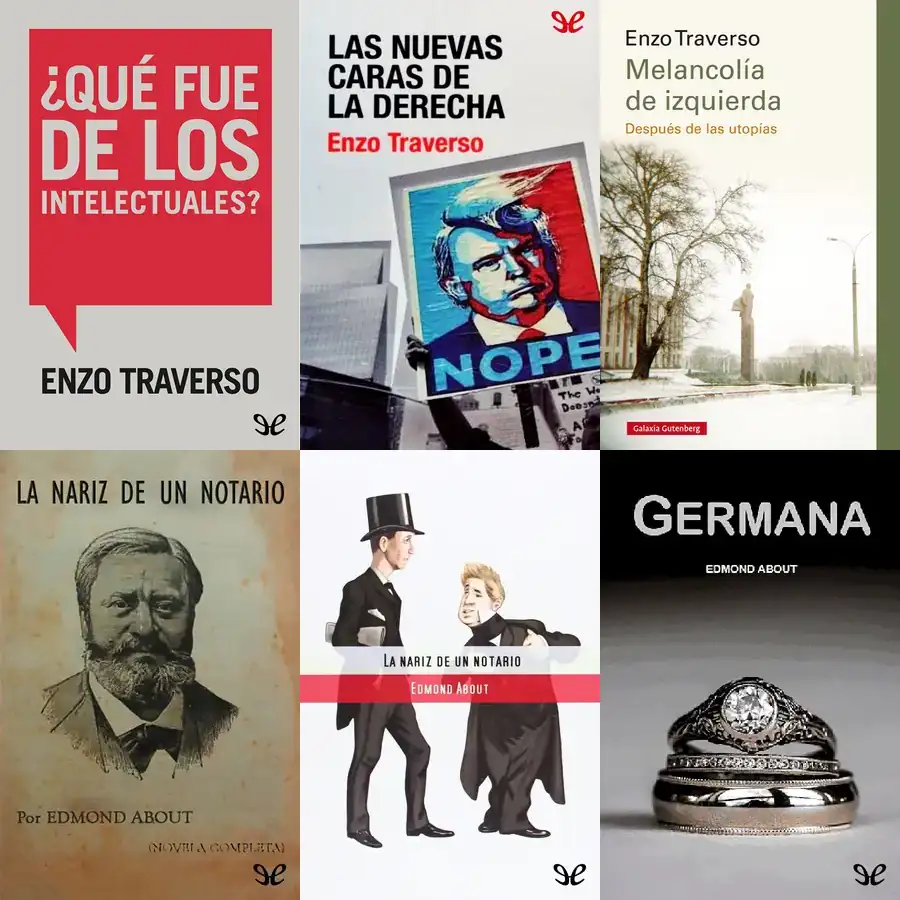 ¿QUÉ FUE
DE LOS
INTELECTUALES?
ENZO TRAVERSO
LAS NUEVAS
CARAS DE
LA DERECHA
Enzo Traverso
NOPE
The
Enzo Traverso
Melancolía
de izquierda
Después de las utopías
Galaxia Gutenberg
LA NARIZ DE UN NOTARIO
Por EDMOND ABOUT
(NOVELA COMPLETA)
LA NARIZ DE UN NOTARIO
EDMOND ABOUT
GERMANA
EDMOND ABOUT